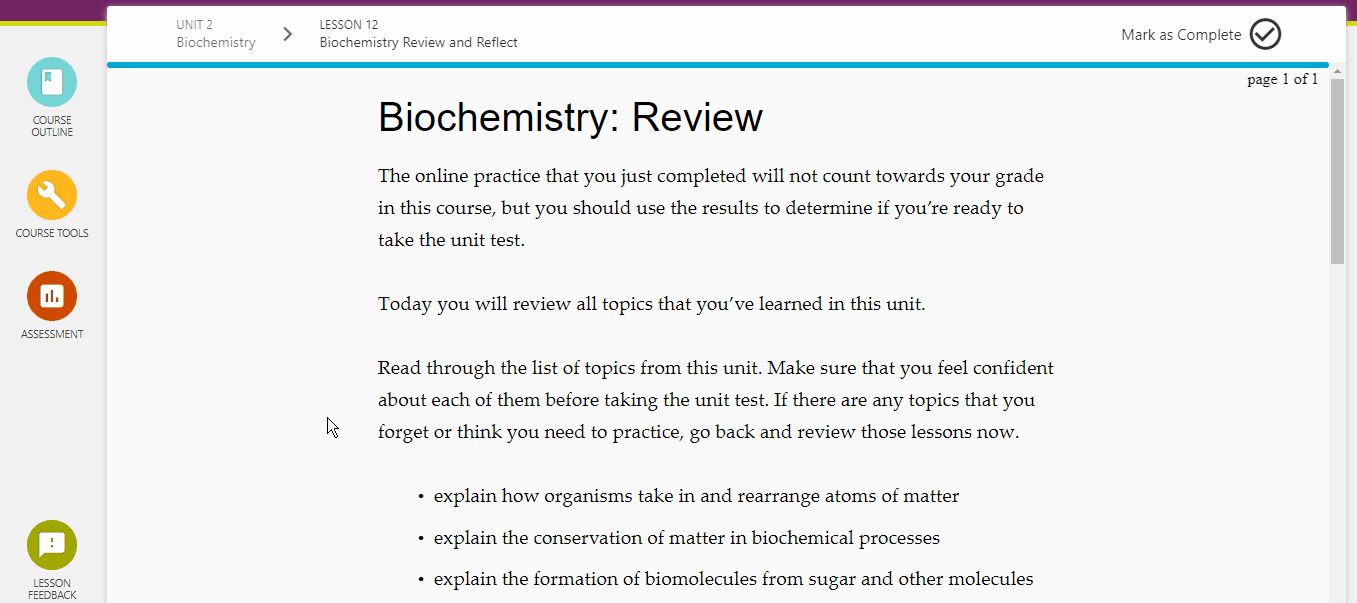 UNIT 2
Biochemistry
LESSON 12
Biochemistry Review and Reflect
Mark as Complete
COURSE
OUTLINE
COURSE TOOLS
ASSESSMENT
LESSON
FEEDBACK
page 1 of 1
Biochemistry: Review
The online practice that you just completed will not count towards your grade
in this course, but you should use the results to determine if you’re ready to
take the unit test.
Today you will review all topics that you’ve learned in this unit.
Read through the list of topics from this unit. Make sure that you feel confident
about each of them before taking the unit test. If there are any topics that you
forget or think you need to practice, go back and review those lessons now.
• explain how organisms take in and rearrange atoms of matter
• explain the conservation of matter in biochemical processes
• explain the formation of biomolecules from sugar and other molecules